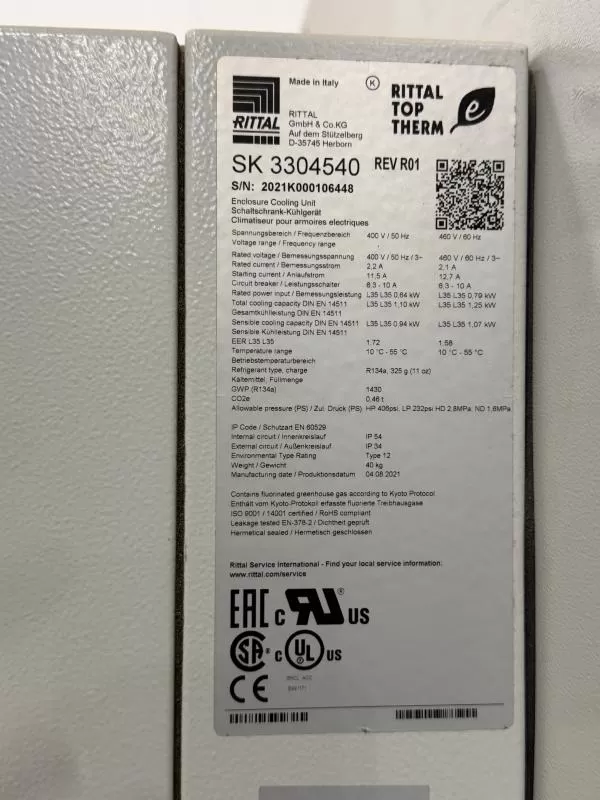 Made in Italy
K
RITTAL
RITTAL
GmbH & Co.KG
Auf dem Stützelberg
D-35745 Herborn
RITTAL
TOP
THERM
e
SK 3304540 REV R01
S/N: 2021K000106448
Enclosure Cooling Unit
Schaltschrank-Kühlgerät
Climatiseur pour armoires electriques
Spannungsbereich / Frequenzbereich 400 V / 50 Hz 460 V / 60 Hz
Voltage range / Frequency range
Rated voltage / Bemessungsspannung 400 V / 50 Hz / 3~ 460 V / 60 Hz / 3~
Rated current / Bemessungsstrom 2,2 A 2,1 A
Starting current / Anlaufstrom 11,5 A 12,7 A
Circuit breaker / Leistungsschalter 6,3 - 10 A 6,3 - 10 A
Rated power input / Bemessungsleistung L35 L35 0,64 kW L35 L35 0,79 kW
Total cooling capacity DIN EN 14511 L35 L35 1,10 kW L35 L35 1,25 kW
Gesamtkühlleistung DIN EN 14511
Sensible cooling capacity DIN EN 14511 L35 L35 0,94 kW L35 L35 1,07 kW
Sensible Kühlleistung DIN EN 14511
EER L35 L35 1.72 1.58
Temperature range 10 °C - 55 °C 10 °C - 55 °C
Betriebstemperaturbereich
Refrigerant type, charge R134a, 325 g (11 oz)
Kältemittel, Füllmenge
GWP (R134a) 1430
CO2e 0.46 t
Allowable pressure (PS) / Zul. Druck (PS) HP 406psi, LP 232psi HD 2,8MPa, ND 1,6MPa
IP Code / Schutzart EN 60529
Internal circuit / Innenkreislauf IP 54
External circuit / Außenkreislauf IP 34
Environmental Type Rating Type 12
Weight / Gewicht 40 kg
Manufacturing date / Produktionsdatum 04.08.2021
Contains fluorinated greenhouse gas according to Kyoto Protocol
Enthält vom Kyoto-Protokoll erfasste fluorierte Treibhausgase
ISO 9001 / 14001 certified / RoHS compliant
Leakage tested EN-378-2 / Dichtheit geprüft
Hermetical sealed / Hermetisch geschlossen
Rittal Service International - Find your local service information:
www.rittal.com/service
EAC c RU ® US
SA ® c UL US
CE